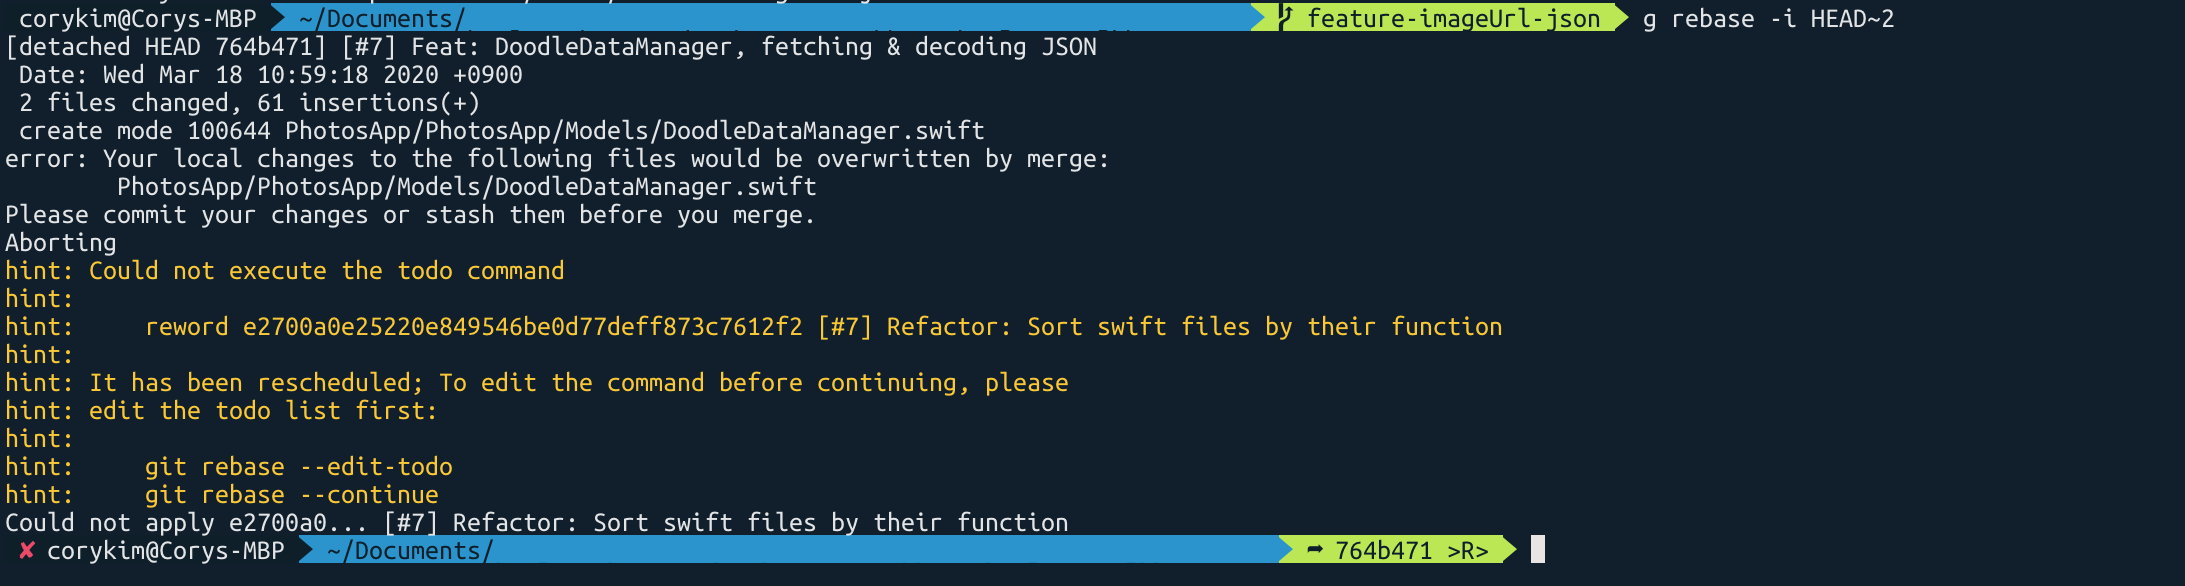 corykim@Corys-MBP ~/Documents/ feature-imageUrl-json g rebase -i HEAD~2
[detached HEAD 764b471] [#7] Feat: DoodleDataManager, fetching & decoding JSON
Date: Wed Mar 18 10:59:18 2020 +0900
2 files changed, 61 insertions(+)
create mode 100644 PhotosApp/PhotosApp/Models/DoodleDataManager.swift
error: Your local changes to the following files would be overwritten by merge:
PhotosApp/PhotosApp/Models/DoodleDataManager.swift
Please commit your changes or stash them before you merge.
Aborting
hint: Could not execute the todo command
hint:
hint: reword e2700a0e25220e849546be0d77deff873c7612f2 [#7] Refactor: Sort swift files by their function
hint:
hint: It has been rescheduled; To edit the command before continuing, please
hint: edit the todo list first:
hint:
hint: git rebase --edit-todo
hint: git rebase --continue
Could not apply e2700a0... [#7] Refactor: Sort swift files by their function
✘ corykim@Corys-MBP ~/Documents/ ➦ 764b471 >R>